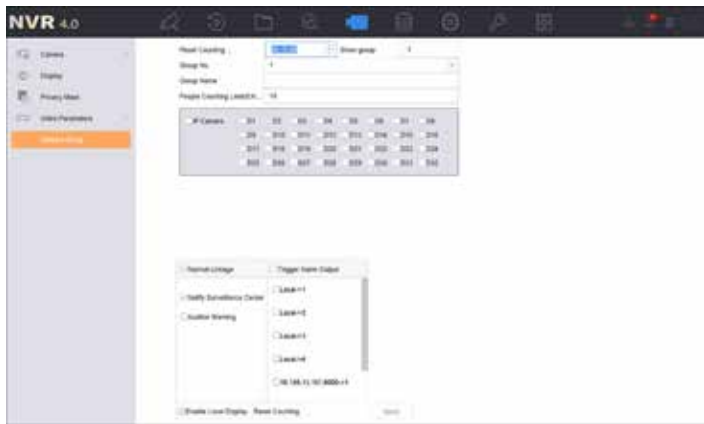 NVR 4.0
Camera
Display
Privacy Mask
Video Parameters
Reset Counting ..
Show group 1
Group No. 1
Group Name
People Counting Limit(In... 10
IP Camera D1 D2 D3 D4 D5 D6 D7 D8
D9 D10 D11 D12 D13 D14 D15 D16
D17 D18 D19 D20 D21 D22 D23 D24
D25 D26 D27 D28 D29 D30 D31 D32
Normal Linkage Trigger Alarm Output
Notify Surveillance Center
Audible Warning
Local->1
Local->2
Local->3
Local->4
Enable Local Display Reset Counting